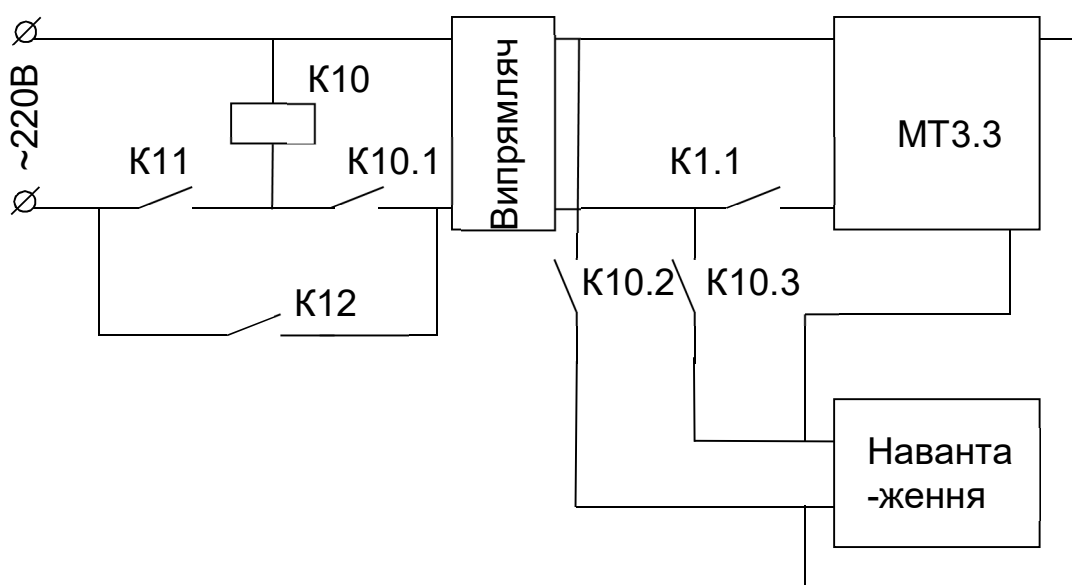 ~220В
К10
К11
К10.1
Випрямляч
К1.1
МТЗ.3
К12
К10.2
К10.3
Наванта
-ження